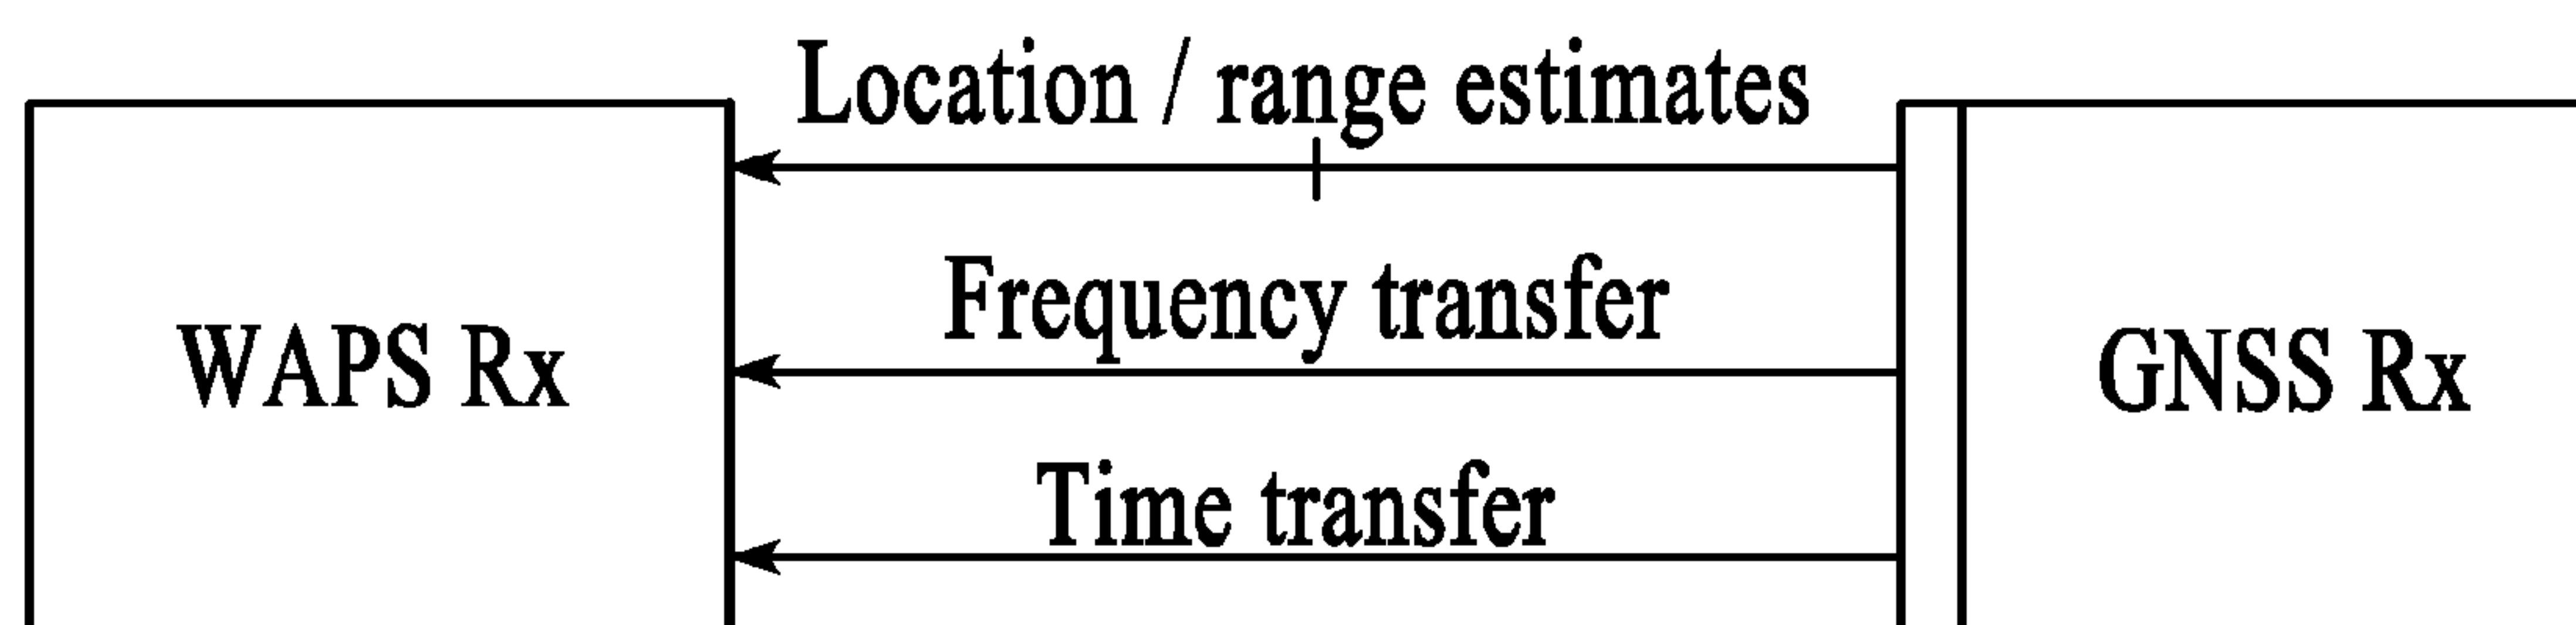 Location / range estimates
Frequency transfer
WAPS Rx
GNSS Rx
Time transfer